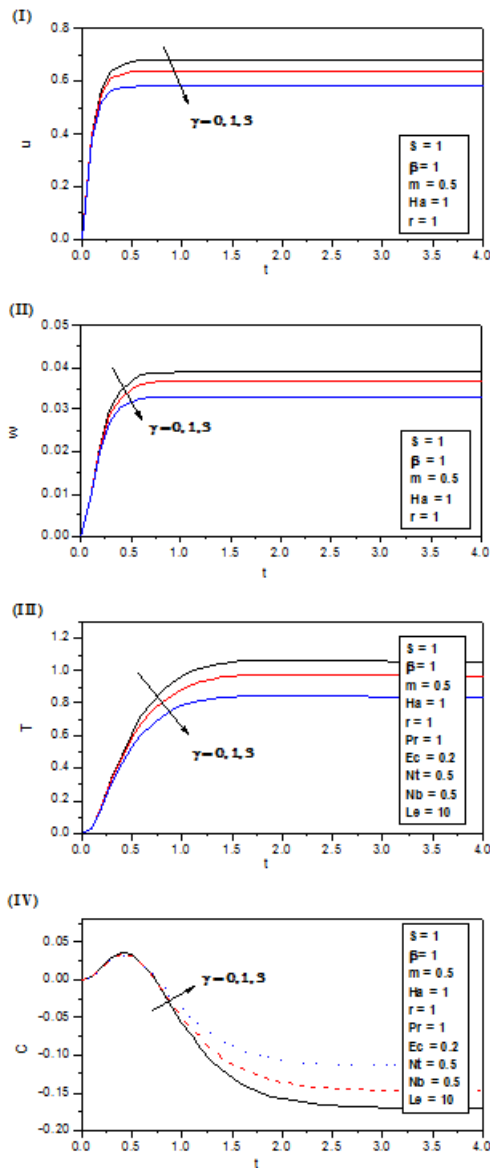 (I)
0.8
0.6
0.4
0.2
0.0
u
γ=0, 1, 3
S = 1
β= 1
m = 0.5
Ha = 1
r = 1
0.0 0.5 1.0 1.5 2.0 2.5 3.0 3.5 4.0
t
(II)
0.05
0.04
0.03
0.02
0.01
0.00
w
γ=0, 1, 3
S = 1
β = 1
m = 0.5
Ha = 1
r = 1
0.0 0.5 1.0 1.5 2.0 2.5 3.0 3.5 4.0
t
(III)
1.2
1.0
0.8
0.6
0.4
0.2
0.0
T
γ=0, 1, 3
S = 1
β= 1
m = 0.5
Ha = 1
r = 1
Pr = 1
Ec = 0.2
Nt = 0.5
Nb = 0.5
Le = 10
0.0 0.5 1.0 1.5 2.0 2.5 3.0 3.5 4.0
t
(IV)
0.05
0.00
-0.05
-0.10
-0.15
-0.20
C
γ=0, 1, 3
S = 1
β= 1
m = 0.5
Ha = 1
r = 1
Pr = 1
Ec = 0.2
Nt = 0.5
Nb = 0.5
Le = 10
0.0 0.5 1.0 1.5 2.0 2.5 3.0 3.5 4.0
t